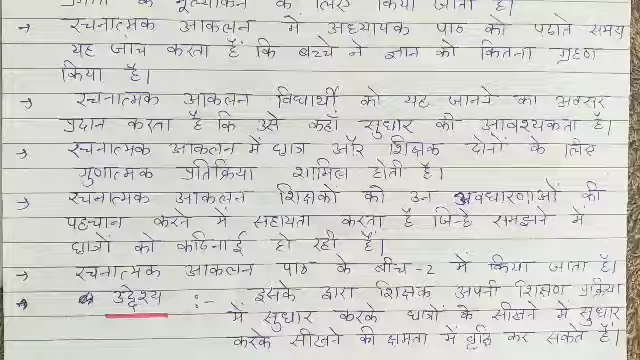 प्रगति के मूल्यांकन के लिए किया जाता है।
→ रचनात्मक आकलन में अध्यापक पाठ को पढ़ाते समय
यह जांच करता है कि बच्चे ने ज्ञान को कितना ग्रहण
किया है।
→ रचनात्मक आकलन विद्यार्थी को यह जानने का अवसर
प्रदान करता है कि उसे कहाँ सुधार की आवश्यकता है।
→ रचनात्मक आकलन में छात्र और शिक्षक दोनों के लिए
गुणात्मक प्रतिक्रिया शामिल होती है।
→ रचनात्मक आकलन शिक्षकों को उन अवधारणाओं की
पहचान करने में सहायता करता है जिन्हे समझने में
छात्रों को कठिनाई हो रही हैं।
→ रचनात्मक आकलन पाठ के बीच-2 में किया जाता है।
→ उद्देश्य :- इसके द्वारा शिक्षक अपनी शिक्षण प्रक्रिया
में सुधार करके छात्रों के सीखने में सुधार
करके सीखने की क्षमता में वृद्धि कर सकते हैं।